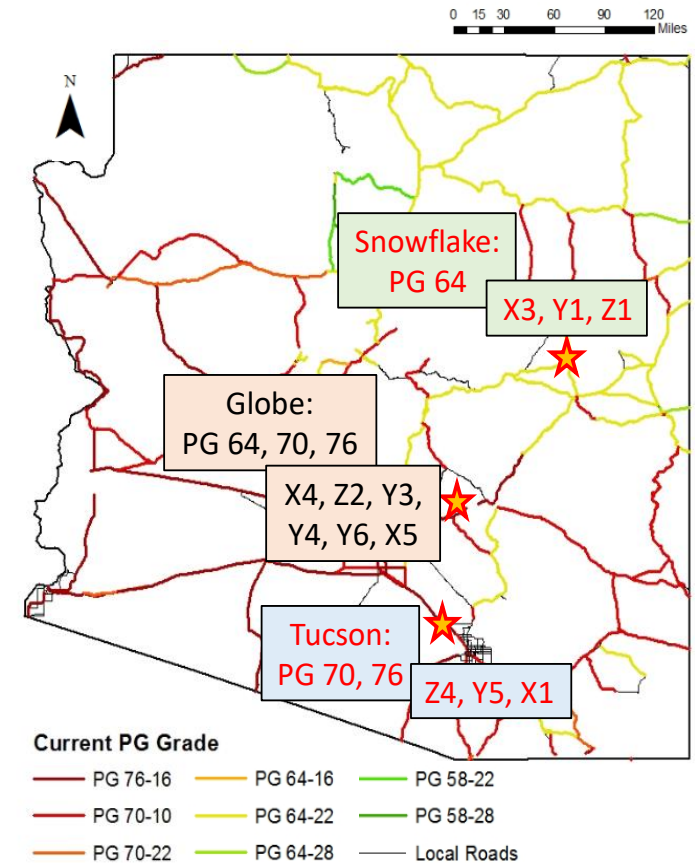 0 15 30 60 90 120
Miles
N
Snowflake:
PG 64
X3, Y1, Z1
Globe:
PG 64, 70, 76
X4, Z2, Y3,
Y4, Y6, X5
Tucson:
PG 70, 76
Z4, Y5, X1
Current PG Grade
PG 76-16 PG 64-16 PG 58-22
PG 70-10 PG 64-22 PG 58-28
PG 70-22 PG 64-28 Local Roads